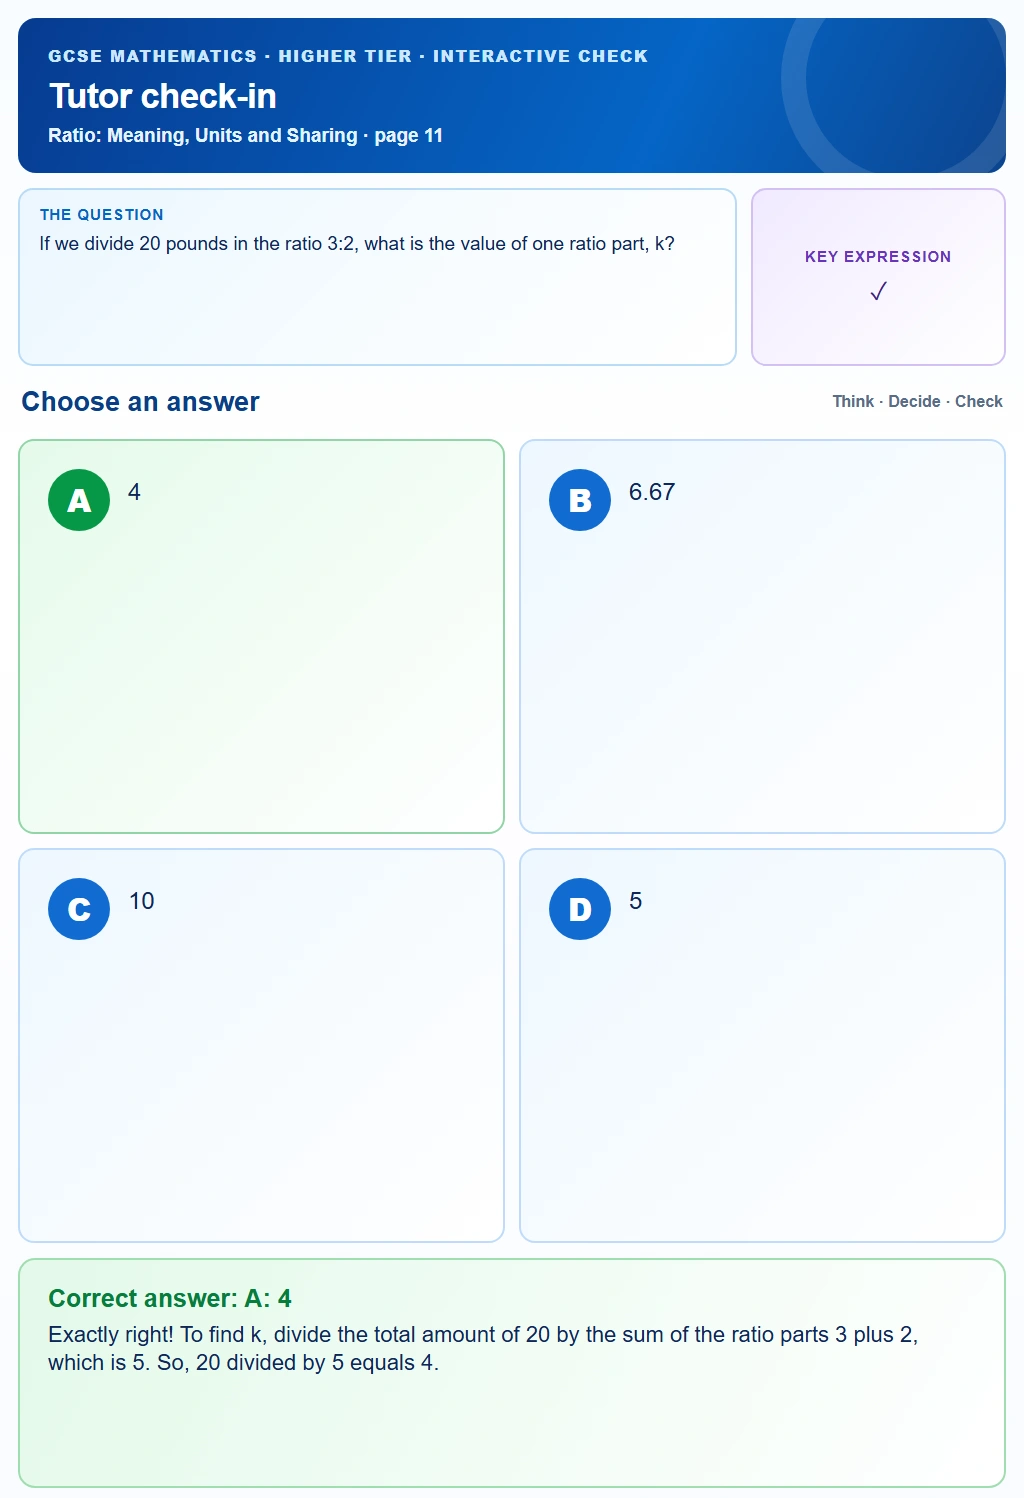 GCSE MATHEMATICS · HIGHER TIER · INTERACTIVE CHECK
Tutor check-in
Ratio: Meaning, Units and Sharing · page 11
THE QUESTION
If we divide 20 pounds in the ratio 3:2, what is the value of one ratio part, k?
KEY EXPRESSION
✓
Choose an answer
Think · Decide · Check
A 4
B 6.67
C 10
D 5
Correct answer: A: 4
Exactly right! To find k, divide the total amount of 20 by the sum of the ratio parts 3 plus 2,
which is 5. So, 20 divided by 5 equals 4.